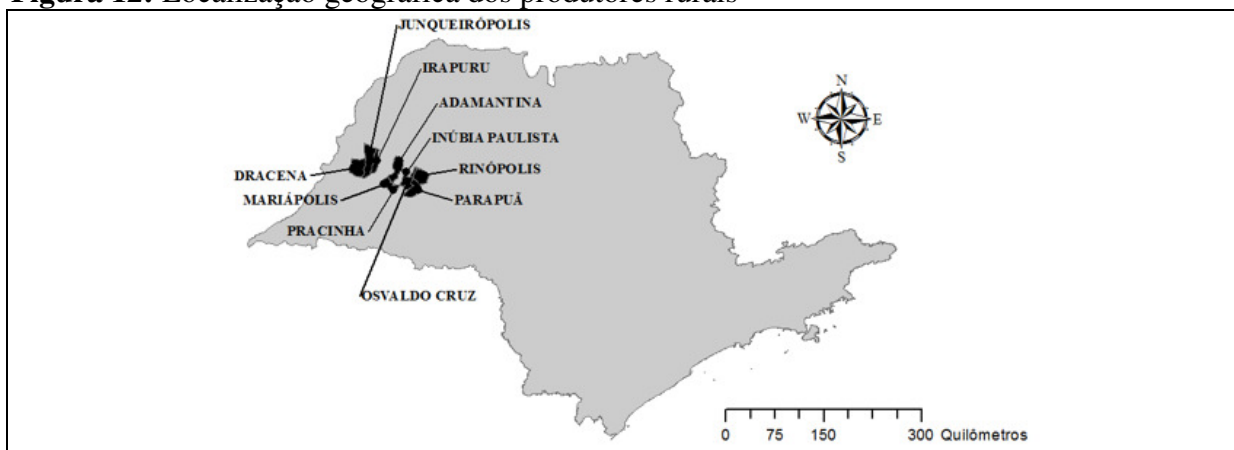 Figura 12: Localização geográfica dos produtores rurais
JUNQUEIRÓPOLIS
IRAPURU
ADAMANTINA
INÚBIA PAULISTA
DRACENA
RINÓPOLIS
MARIÁPOLIS
PARAPUÃ
PRACINHA
OSVALDO CRUZ
N
W
E
S
0 75 150 300 Quilômetros